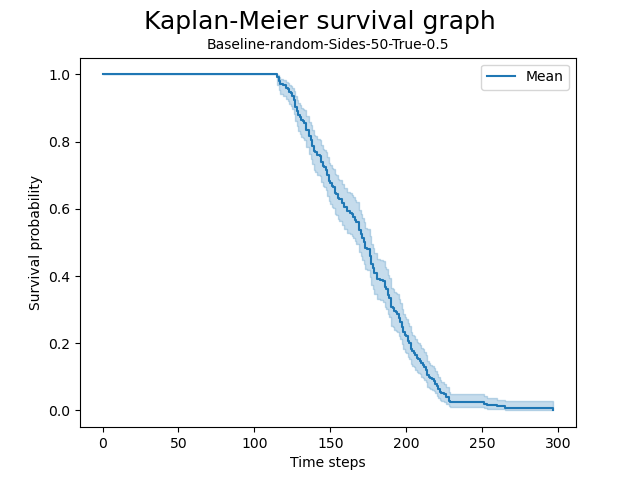 Kaplan-Meier survival graph
Baseline-random-Sides-50-True-0.5
Mean
Survival probability
1.0
0.8
0.6
0.4
0.2
0.0
0 50 100 150 200 250 300
Time steps